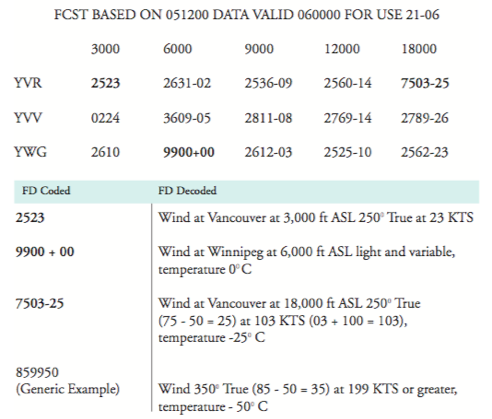 FCST BASED ON 051200 DATA VALID 060000 FOR USE 21-06
3000 6000 9000 12000 18000
YVR 2523 2631-02 2536-09 2560-14 7503-25
YVV 0224 3609-05 2811-08 2769-14 2789-26
YWG 2610 9900+00 2612-03 2525-10 2562-23
FD Coded FD Decoded
2523 Wind at Vancouver at 3,000 ft ASL 250° True at 23 KTS
9900 + 00 Wind at Winnipeg at 6,000 ft ASL light and variable,
temperature 0° C
7503-25 Wind at Vancouver at 18,000 ft ASL 250° True
(75 - 50 = 25) at 103 KTS (03 + 100 = 103),
temperature -25° C
859950
(Generic Example) Wind 350° True (85 - 50 = 35) at 199 KTS or greater,
temperature - 50° C